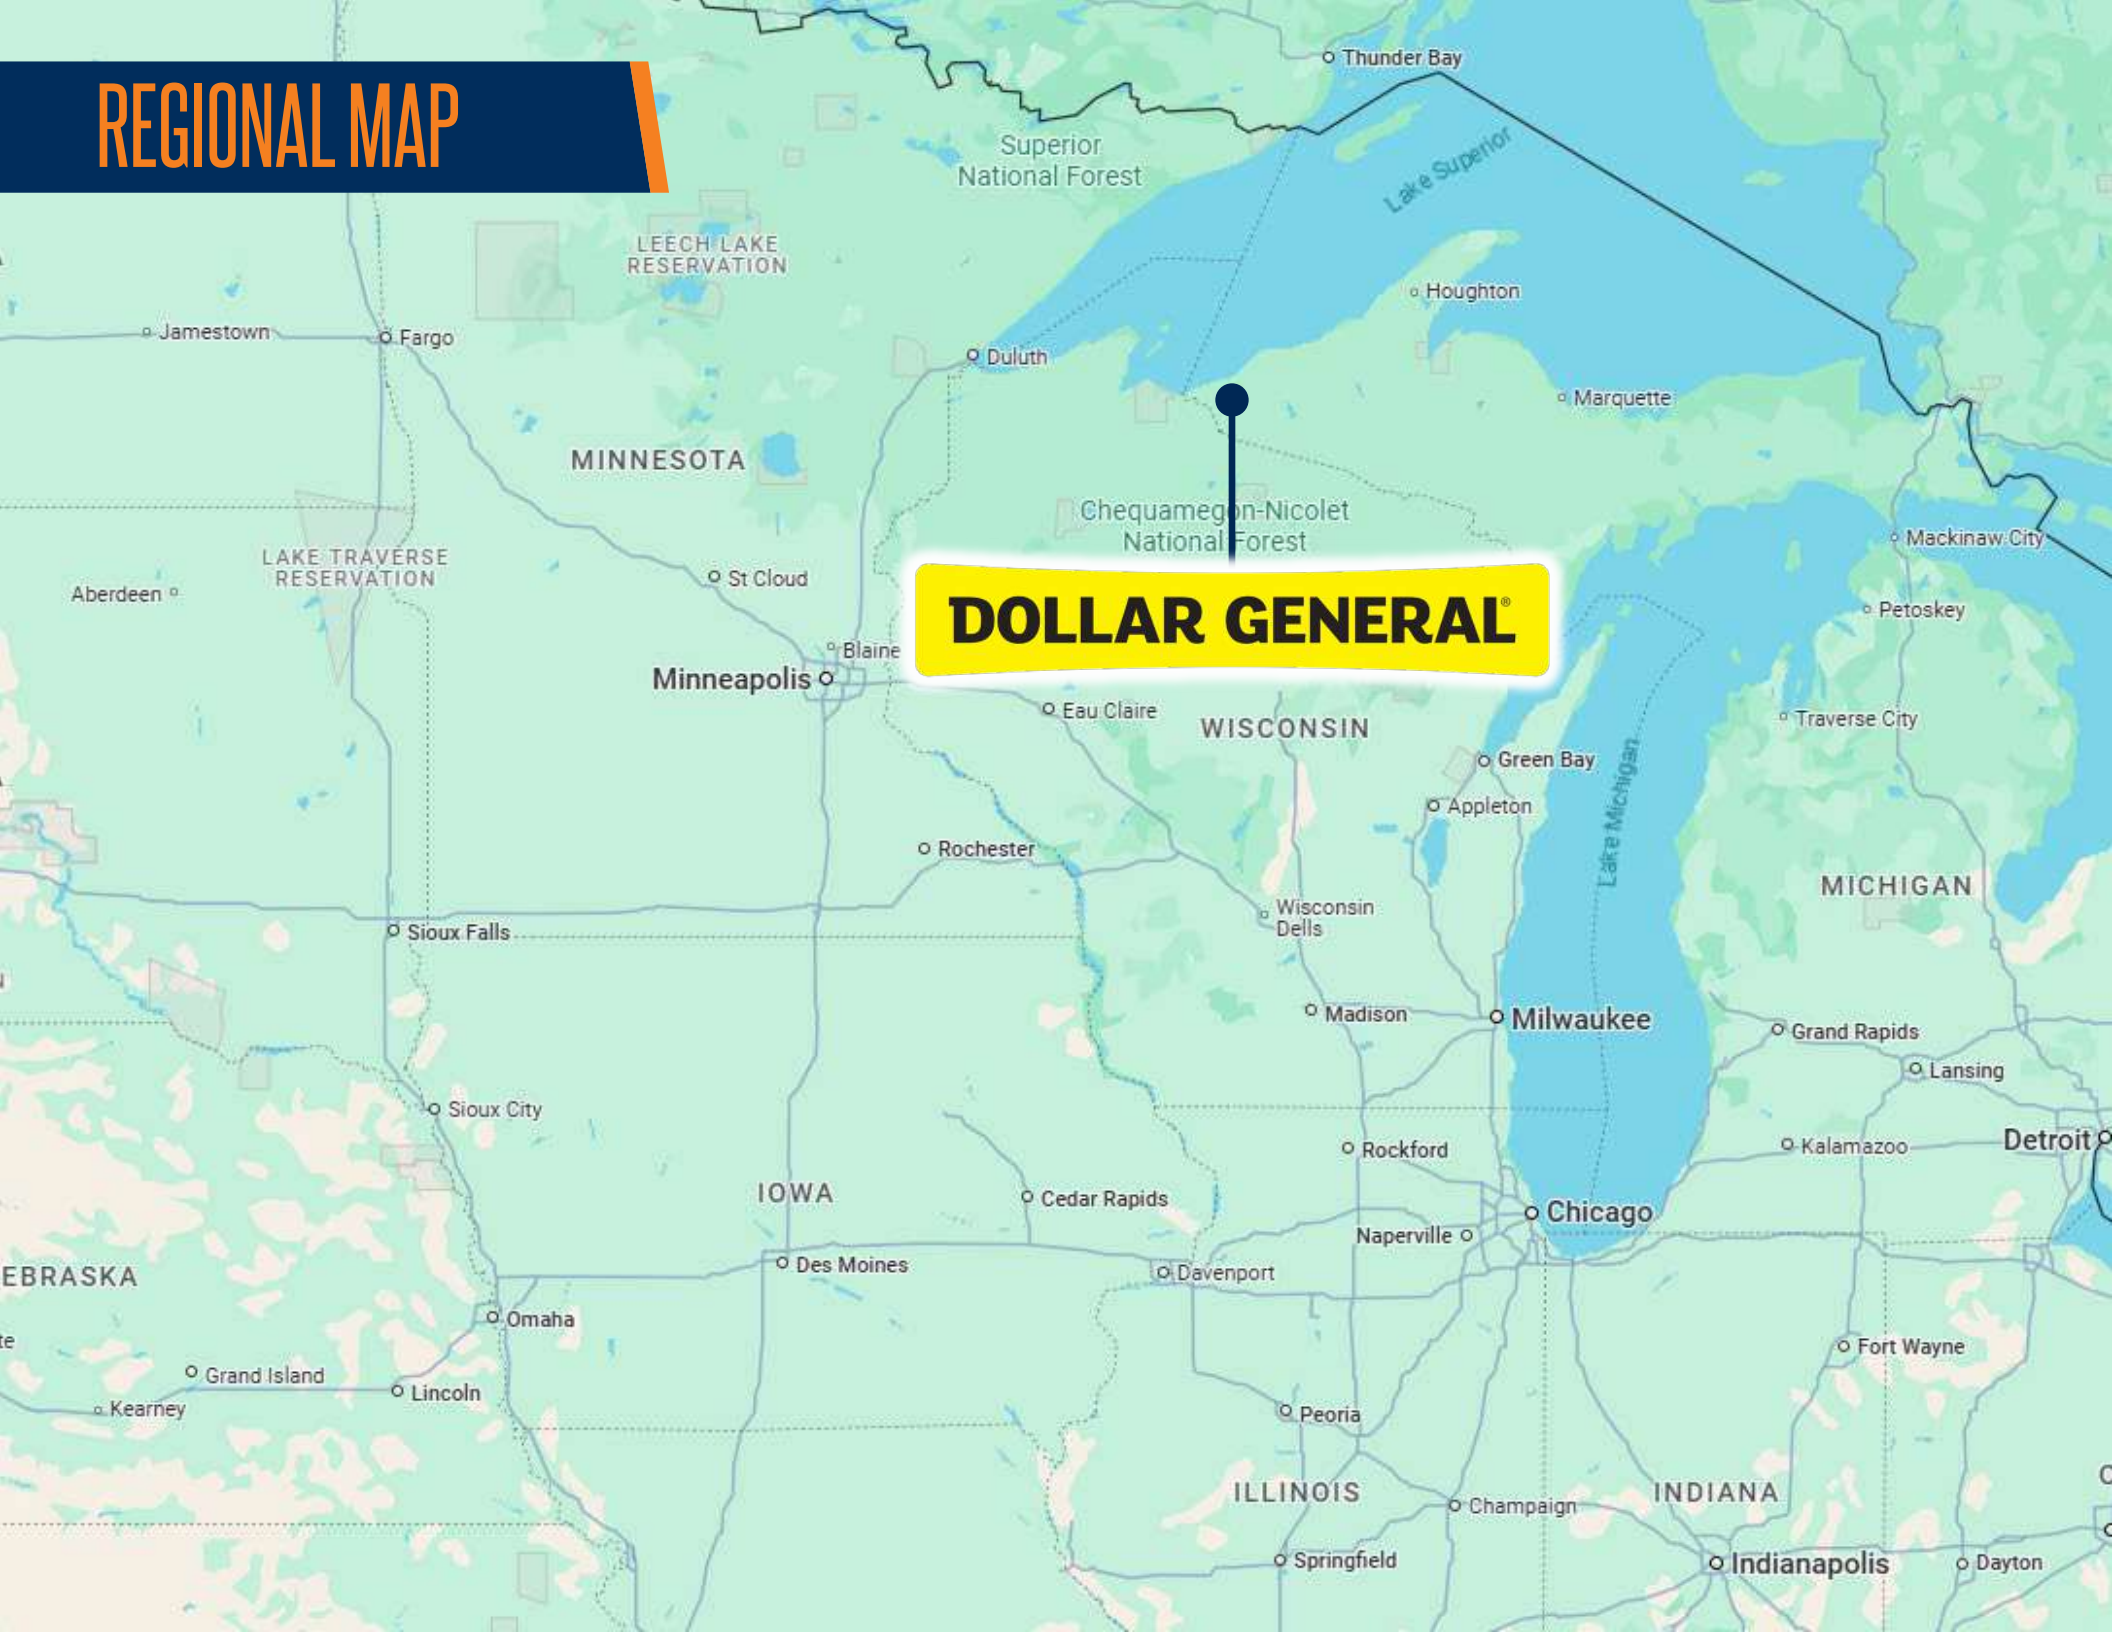 REGIONAL MAP
Thunder Bay
Superior
National Forest
Lake Superior
LEECH LAKE
RESERVATION
Houghton
Jamestown
Fargo
Duluth
Marquette
MINNESOTA
Chequamegon-Nicolet
National Forest
Mackinaw City
LAKE TRAVERSE
RESERVATION
Aberdeen
St Cloud
DOLLAR GENERAL®
Petoskey
Blaine
Minneapolis
Eau Claire
WISCONSIN
Traverse City
Green Bay
Lake Michigan
Appleton
Rochester
MICHIGAN
Wisconsin
Dells
Sioux Falls
Madison
Milwaukee
Grand Rapids
Lansing
Sioux City
Rockford
Kalamazoo
Detroit
IOWA
Cedar Rapids
Chicago
Naperville
EBRASKA
Des Moines
Davenport
Omaha
te
Fort Wayne
Grand Island
Lincoln
Kearney
Peoria
ILLINOIS
INDIANA
Champaign
Springfield
Indianapolis
Dayton